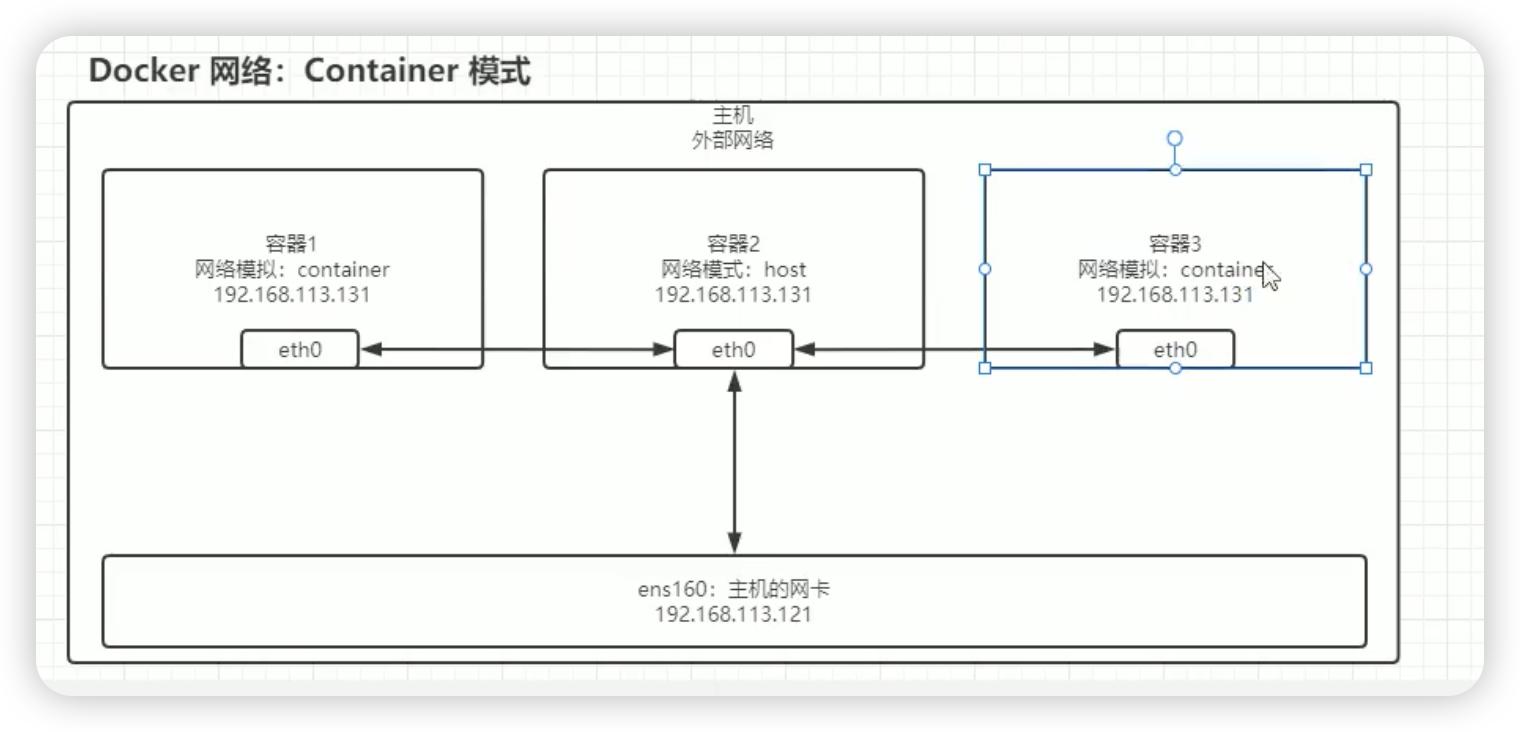 Docker 网络：Container 模式
主机
外部网络
容器1
网络模拟：container
192.168.113.131
eth0
容器2
网络模式：host
192.168.113.131
eth0
容器3
网络模拟：container
192.168.113.131
eth0
ens160：主机的网卡
192.168.113.121